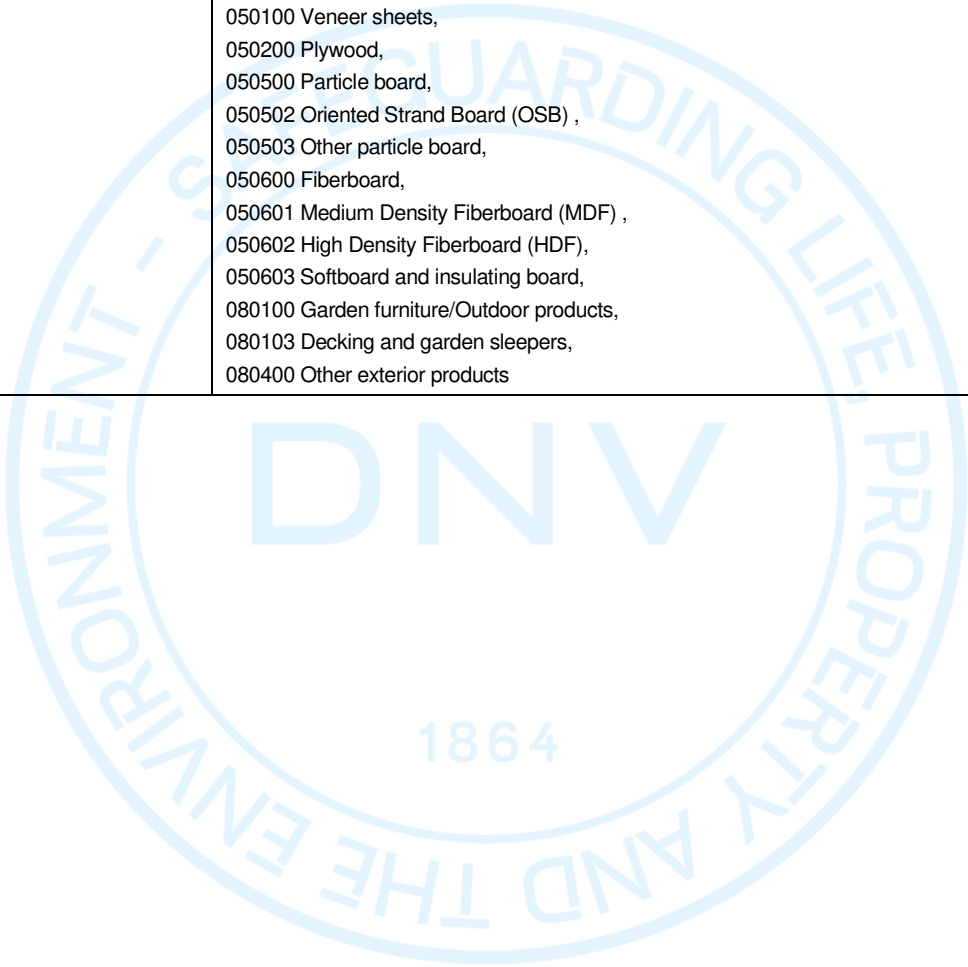 050100 Veneer sheets,
050200 Plywood,
050500 Particle board,
050502 Oriented Strand Board (OSB) ,
050503 Other particle board,
050600 Fiberboard,
050601 Medium Density Fiberboard (MDF) ,
050602 High Density Fiberboard (HDF),
050603 Softboard and insulating board,
080100 Garden furniture/Outdoor products,
080103 Decking and garden sleepers,
080400 Other exterior products
SAFEGUARDING LIFE, PROPERTY AND THE ENVIRONMENT -
DNV
1864